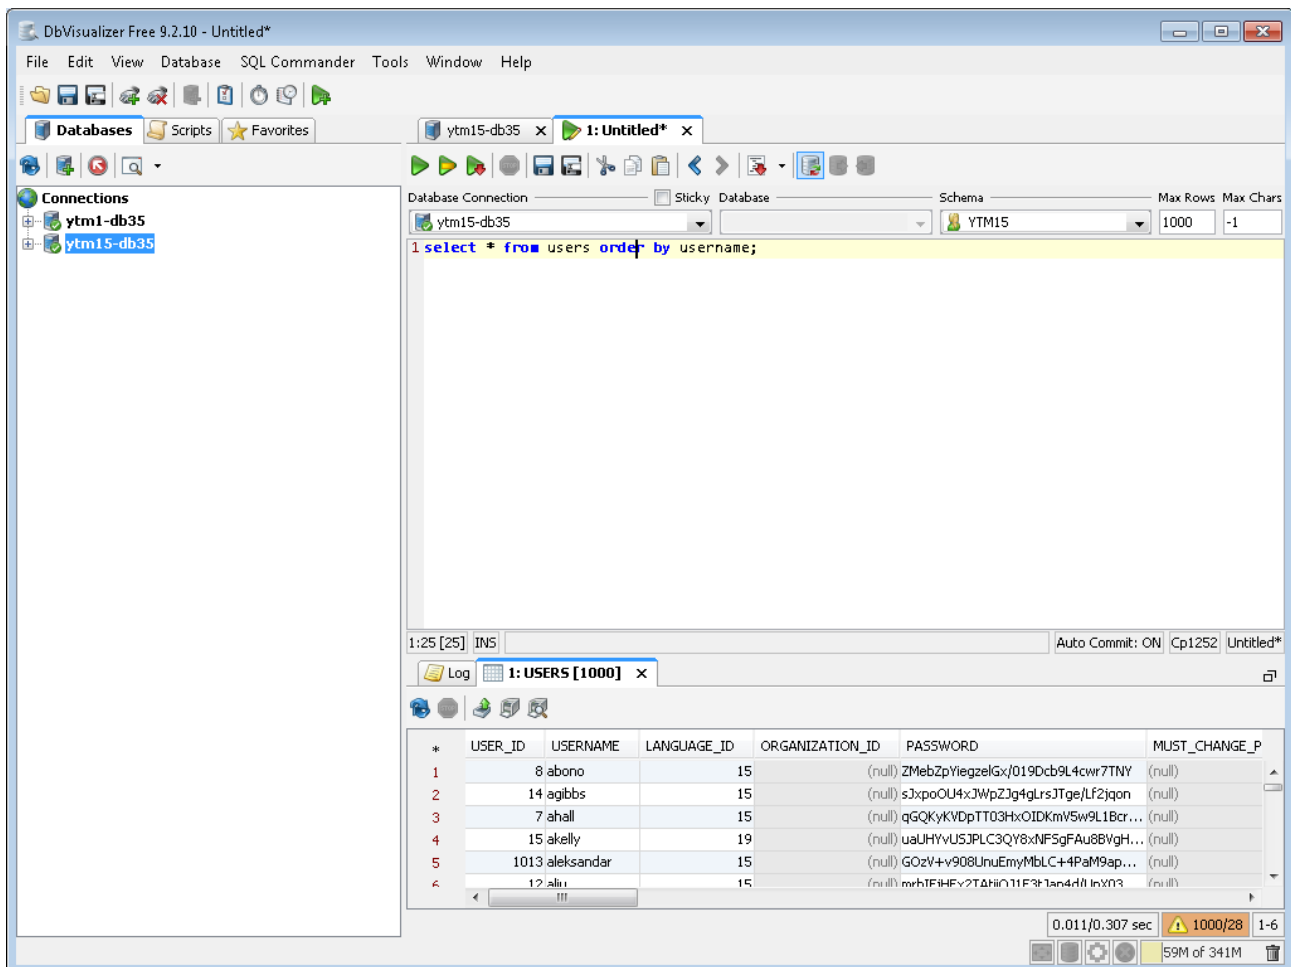 DbVisualizer Free 9.2.10 - Untitled*
File Edit View Database SQL Commander Tools Window Help
Databases Scripts Favorites
ytm15-db35 1: Untitled*
Connections
ytm1-db35
ytm15-db35
Database Connection Sticky Database Schema Max Rows Max Chars
ytm15-db35 YTM15 1000 -1
1 select * from users order by username;
1:25 [25] INS Auto Commit: ON Cp1252 Untitled*
Log 1: USERS [1000]
* USER_ID USERNAME LANGUAGE_ID ORGANIZATION_ID PASSWORD MUST_CHANGE_P
1 8 abono 15 (null) ZMebZpYiegzelGx/019Dcb9L4cwr7TNY (null)
2 14 agibbs 15 (null) sJxpoOU4xJWpZJg4gLrsJTge/Lf2jqon (null)
3 7 ahall 15 (null) qGQKyKVDpTT03HxOIDKmV5w9L1Bcr... (null)
4 15 akelly 19 (null) uaUHYvUSJPLC3QY8xNFSgFAu8BVgH... (null)
5 1013 aleksandar 15 (null) GOzV+v908UnuEmyMbLC+4PaM9ap... (null)
6 12 aliu 15 (null) (null)
0.011/0.307 sec 1000/28 1-6
59M of 341M